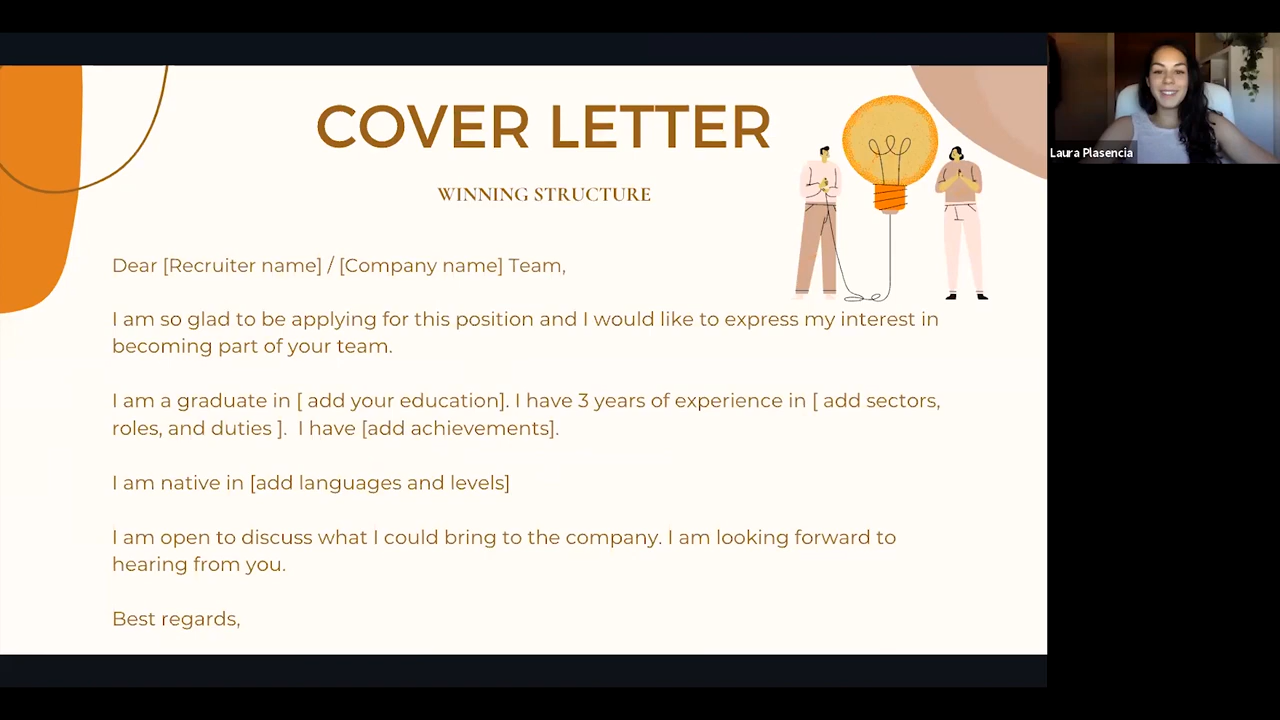 COVER LETTER
WINNING STRUCTURE
Dear [Recruiter name] / [Company name] Team,
I am so glad to be applying for this position and I would like to express my interest in
becoming part of your team.
I am a graduate in [ add your education]. I have 3 years of experience in [ add sectors,
roles, and duties ].  I have [add achievements].
I am native in [add languages and levels]
I am open to discuss what I could bring to the company. I am looking forward to
hearing from you.
Best regards,
Laura Plasencia